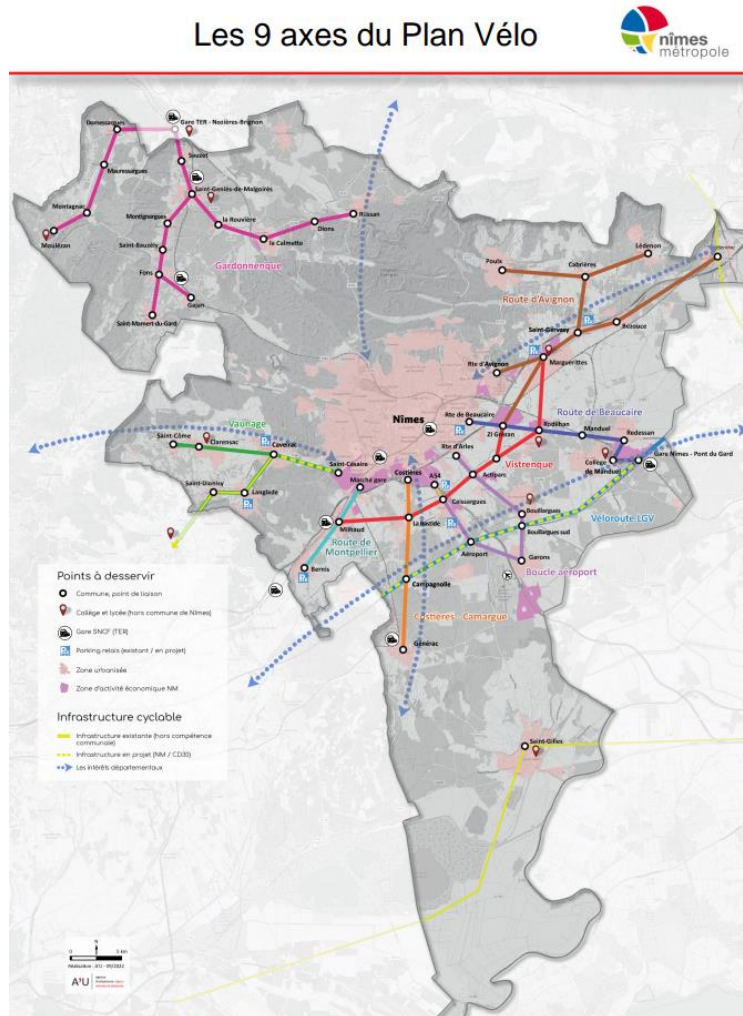 Les 9 axes du Plan Vélo
nîmes
métropole
Domessargues
Gare TER - Nozières-Brignon
Sauzet
Mauressargues
Saint-Geniès-de-Malgoirès
Montagnac
Moulézan
Montignargues
la Rouvière
Dions
la Calmette
Saint-Bauzély
Fons
Gajan
Saint-Mamert-du-Gard
Gardonnenque
Poulx
Cabrières
Lédenon
Route d'Avignon
Saint-Gervasy
Bezouce
Marguerittes
Rte d'Avignon
Nîmes
Rte de Beaucaire
Route de Beaucaire
Vaunage
Saint-Côme
Clarensac
Caveirac
Rodilhan
Manduel
Redessan
ZI Grézan
Rte d'Arles
Vistrenque
Collège
de Manduel
Gare Nîmes - Pont du Gard
Saint-Césaire
Saint-Dionisy
Langlade
Marché gare
Costières
A54
Actiparc
Caissargues
Bouillargues
Véloroute LGV
Milhaud
La Bastide
Bouillargues sud
Route de
Montpellier
Aéroport
Garons
Bernis
Boucle aéroport
Campagnolle
Costières - Camargue
Générac
Saint-Gilles
Points à desservir
Commune, point de liaison
Collège et lycée (hors commune de Nîmes)
Gare SNCF (TER)
Parking relais (existant / en projet)
Zone urbanisée
Zone d'activité économique NM
Infrastructure cyclable
Infrastructure existante (hors compétence
communale)
Infrastructure en projet (NM / CD30)
Les intérêts départementaux
N
0 5 km
A'U